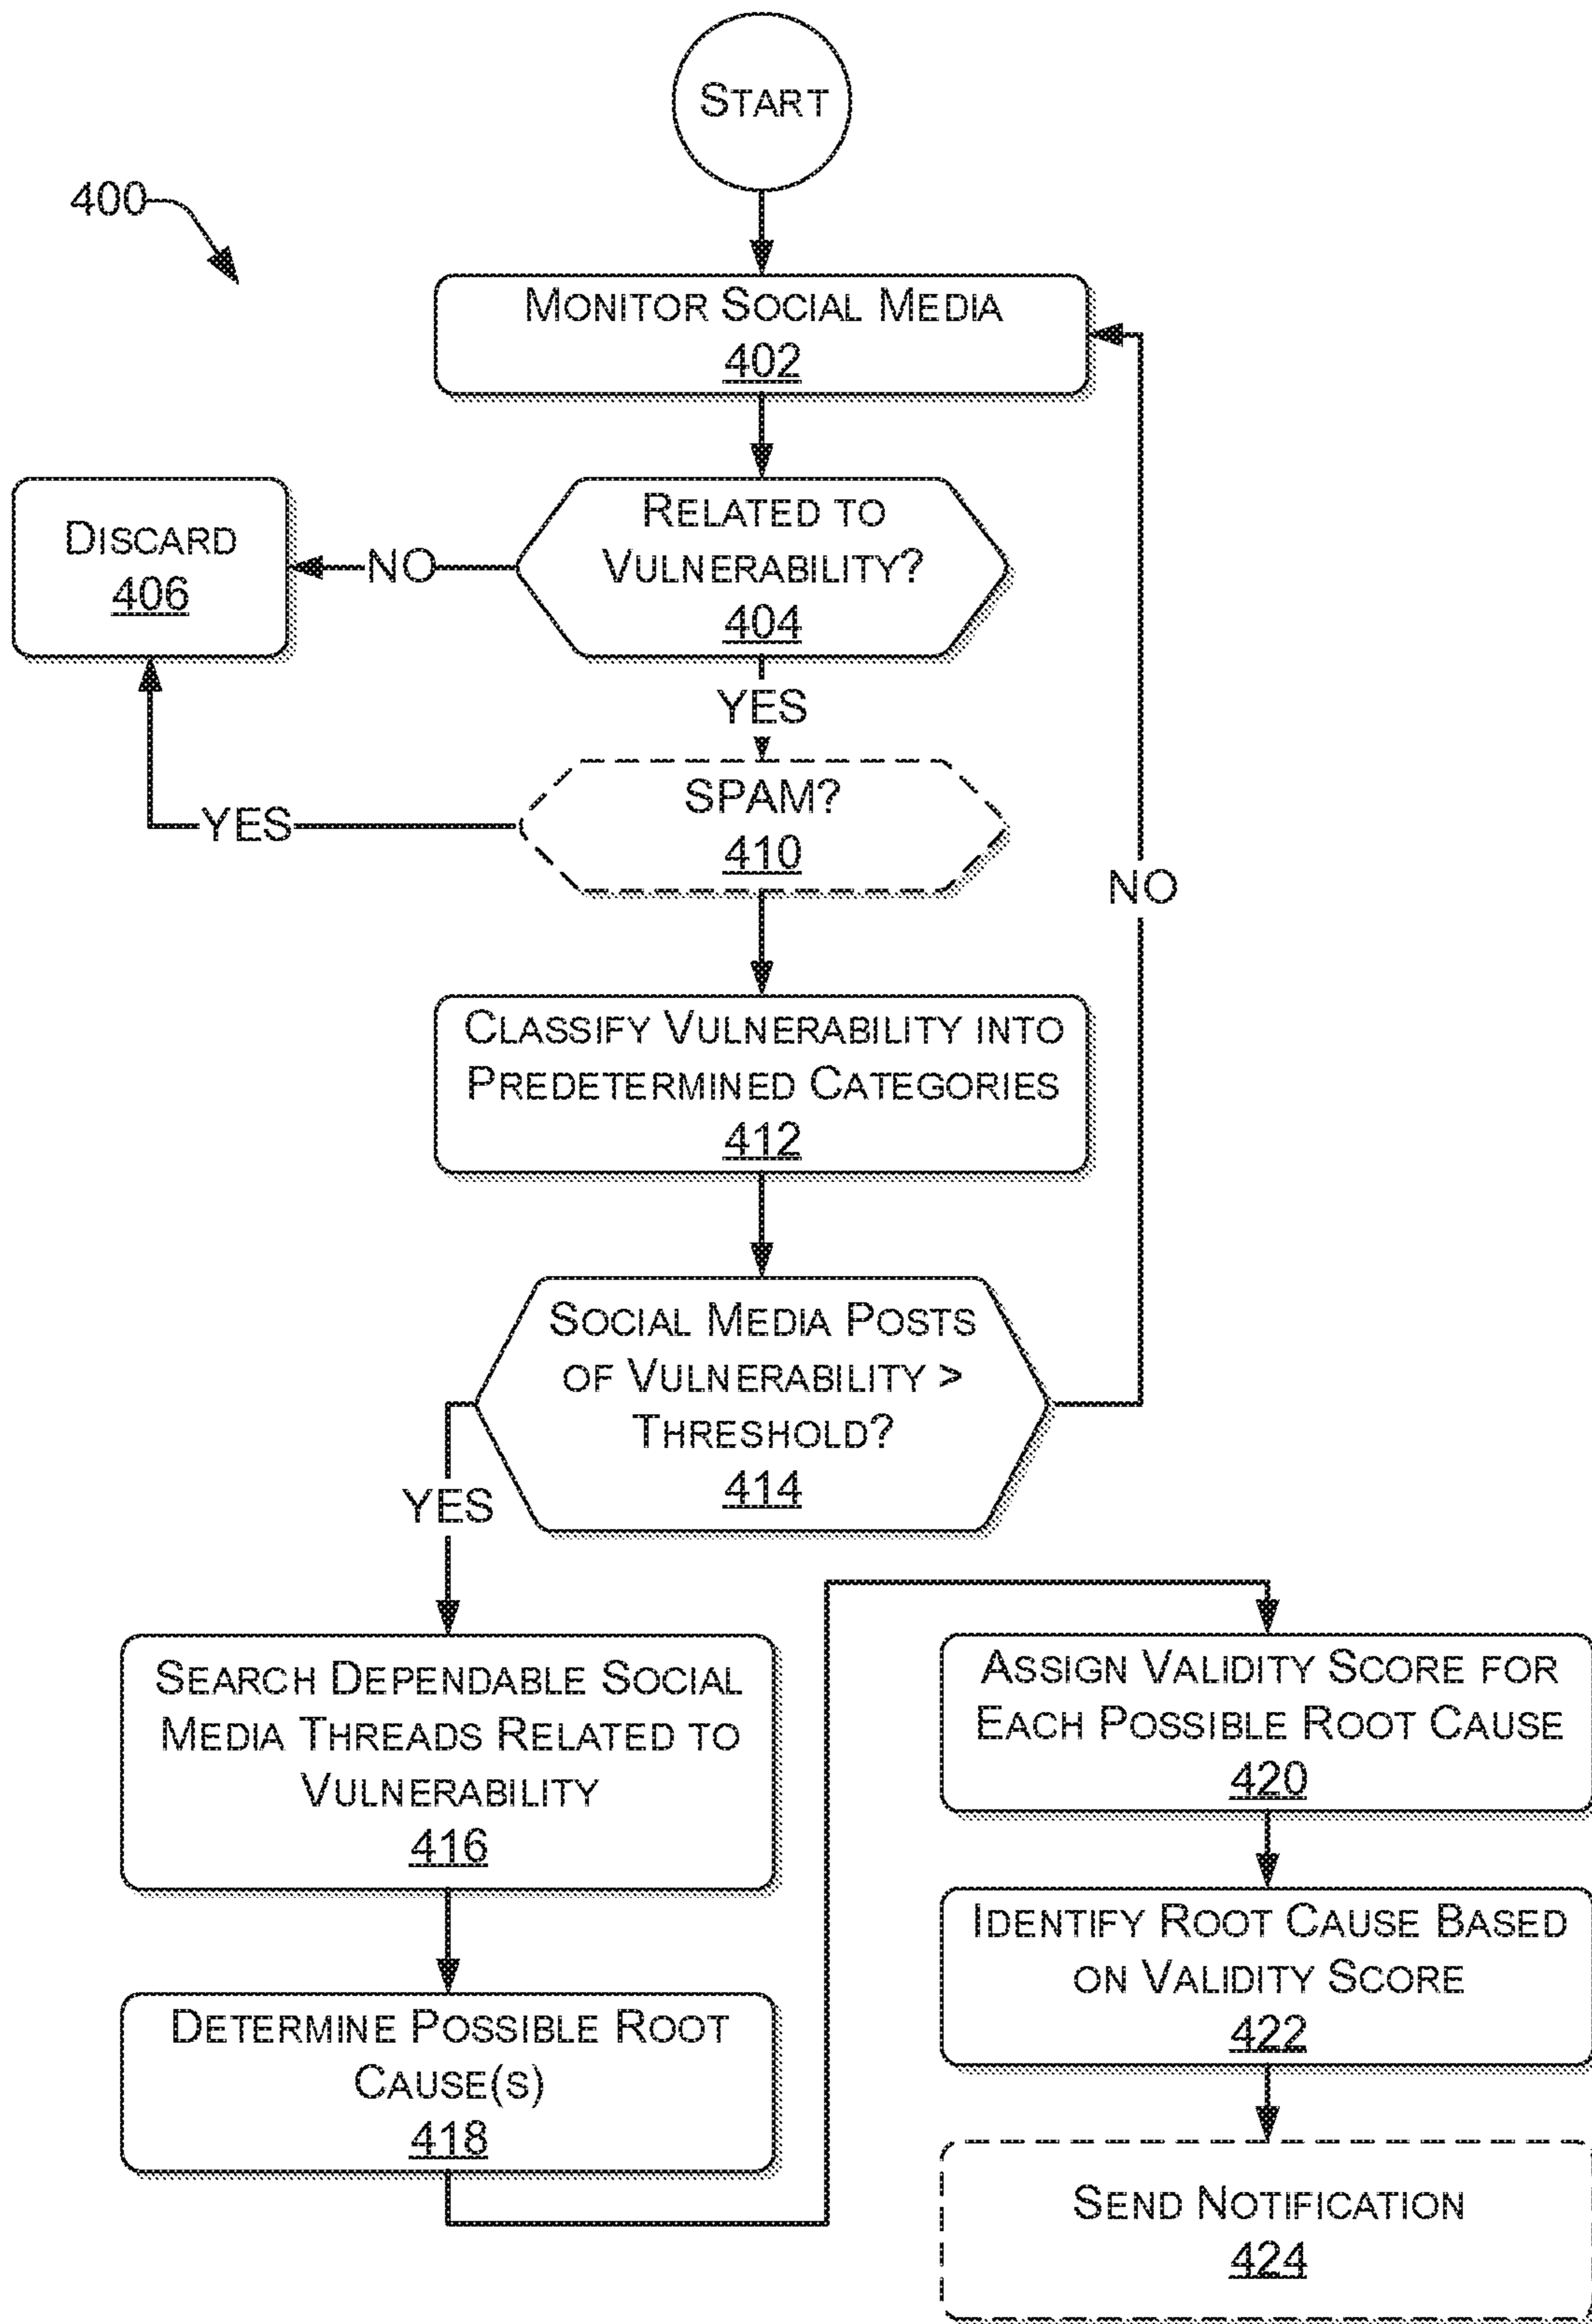 START
400
MONITOR SOCIAL MEDIA
402
RELATED TO
VULNERABILITY?
404
NO
DISCARD
406
YES
SPAM?
410
YES
NO
CLASSIFY VULNERABILITY INTO
PREDETERMINED CATEGORIES
412
SOCIAL MEDIA POSTS
OF VULNERABILITY >
THRESHOLD?
414
YES
SEARCH DEPENDABLE SOCIAL
MEDIA THREADS RELATED TO
VULNERABILITY
416
DETERMINE POSSIBLE ROOT
CAUSE(S)
418
ASSIGN VALIDITY SCORE FOR
EACH POSSIBLE ROOT CAUSE
420
IDENTIFY ROOT CAUSE BASED
ON VALIDITY SCORE
422
SEND NOTIFICATION
424